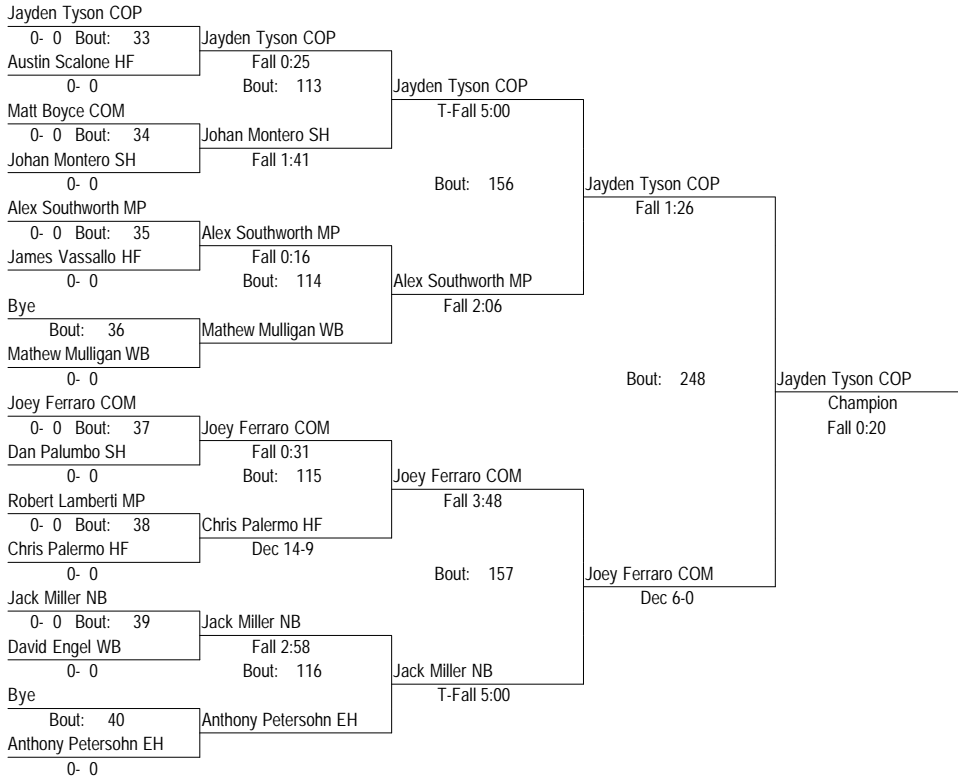 Jayden Tyson COP
0- 0 Bout: 33
Austin Scalone HF
0- 0
Matt Boyce COM
0- 0 Bout: 34
Johan Montero SH
0- 0
Alex Southworth MP
0- 0 Bout: 35
James Vassallo HF
0- 0
Bye
Bout: 36
Mathew Mulligan WB
0- 0
Joey Ferraro COM
0- 0 Bout: 37
Dan Palumbo SH
0- 0
Robert Lamberti MP
0- 0 Bout: 38
Chris Palermo HF
0- 0
Jack Miller NB
0- 0 Bout: 39
David Engel WB
0- 0
Bye
Bout: 40
Anthony Petersohn EH
0- 0
Jayden Tyson COP
Fall 0:25
Bout: 113
Johan Montero SH
Fall 1:41
Alex Southworth MP
Fall 0:16
Bout: 114
Mathew Mulligan WB
Joey Ferraro COM
Fall 0:31
Bout: 115
Chris Palermo HF
Dec 14-9
Jack Miller NB
Fall 2:58
Bout: 116
Anthony Petersohn EH
Jayden Tyson COP
T-Fall 5:00
Bout: 156
Alex Southworth MP
Fall 2:06
Joey Ferraro COM
Fall 3:48
Bout: 157
Jack Miller NB
T-Fall 5:00
Jayden Tyson COP
Fall 1:26
Bout: 248
Joey Ferraro COM
Dec 6-0
Jayden Tyson COP
Champion
Fall 0:20